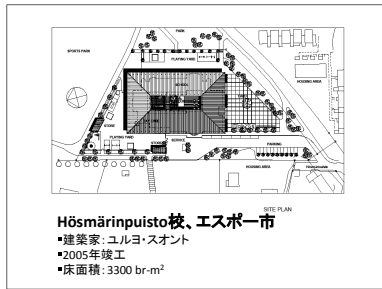 PARK
SPORTS PARK
PLAYING YARD
HOUSING AREA
SCHOOL
STORE
PLAYING YARD
STORE
SERVICE
PARKING
HOUSING AREA
SITE PLAN
Hösmärinpuisto校、エスポー市
▪建築家：ユルヨ・スオント
▪2005年竣工
▪床面積：3300 br-m²